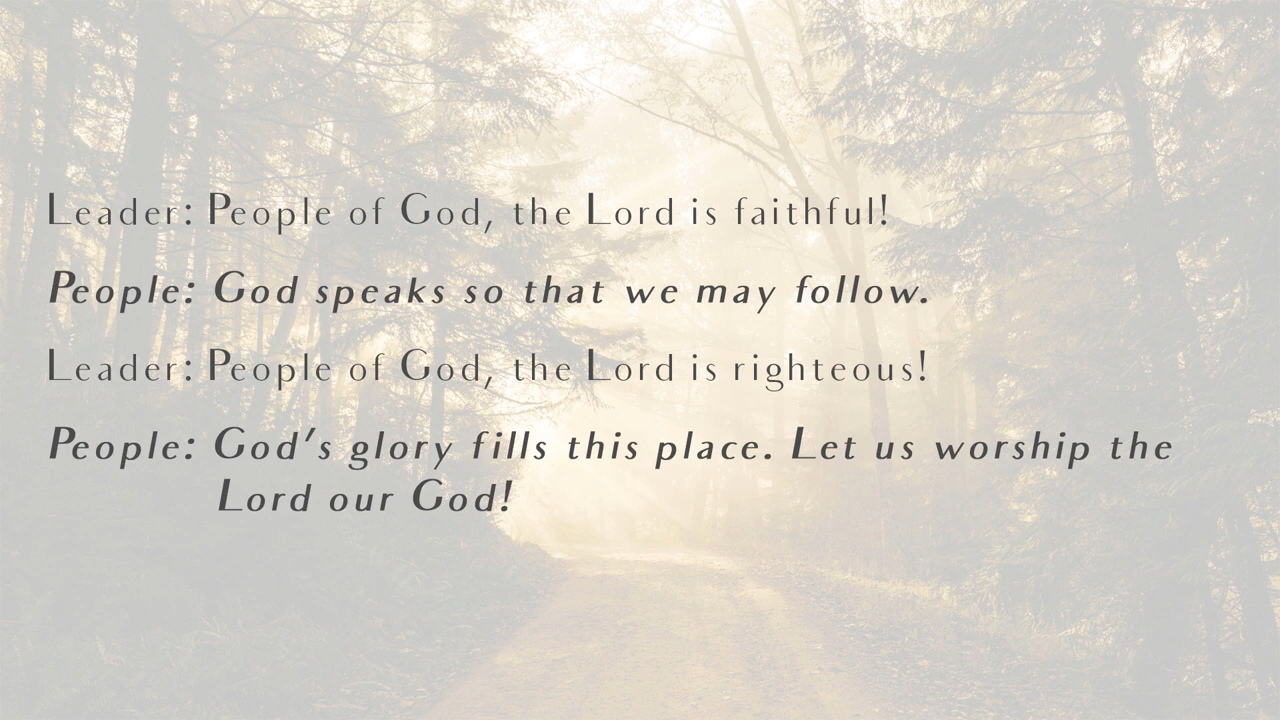 Leader: People of God, the Lord is faithful!
People: God speaks so that we may follow.
Leader: People of God, the Lord is righteous!
People: God’s glory fills this place. Let us worship the
Lord our God!